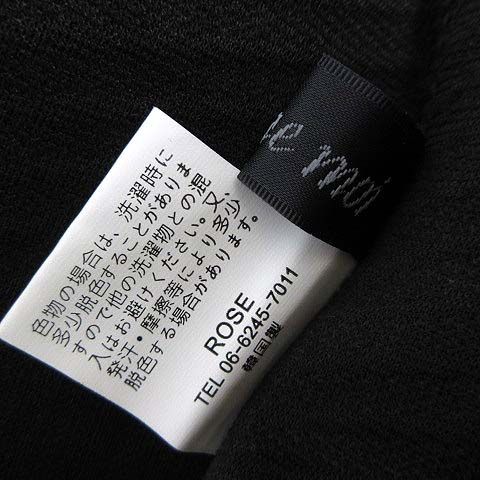 色物の場合は、洗濯時に
多少脱色することがありま
すので他の洗濯物との混
入はお避けください。又、
発汗・摩擦等により多少
脱色する場合があります。
ROSE
TEL 06-6245-7011
韓国製
moi